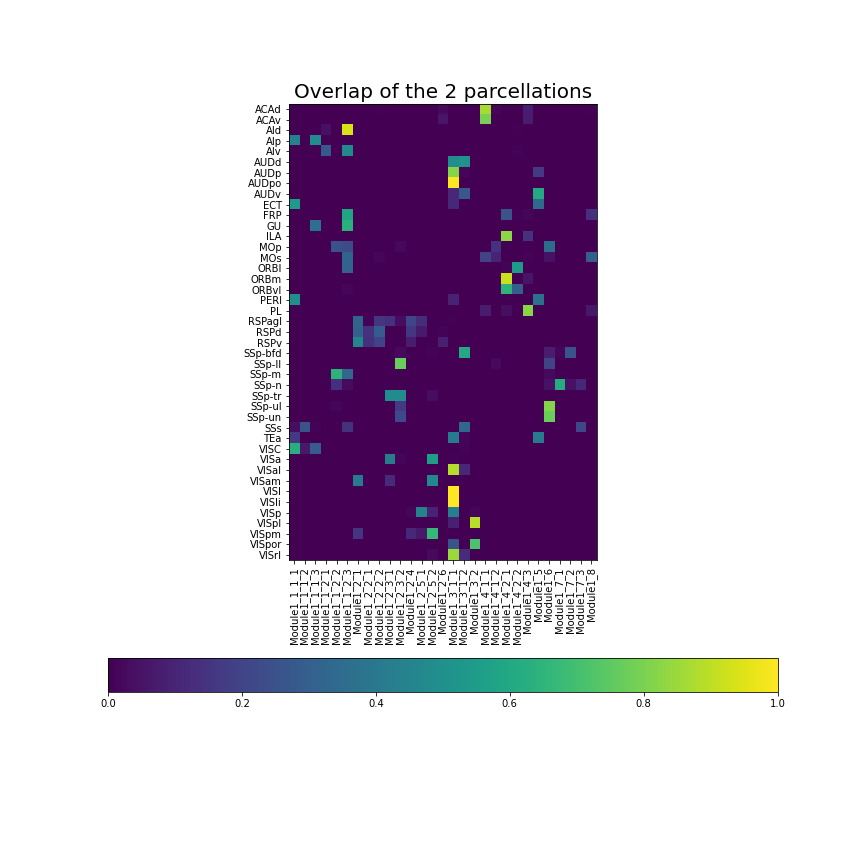 Overlap of the 2 parcellations
ACAd
ACAv
AId
AIp
AIv
AUDd
AUDp
AUDpo
AUDv
ECT
FRP
GU
ILA
MOp
MOs
ORBl
ORBm
ORBvl
PERI
PL
RSPagl
RSPd
RSPv
SSp-bfd
SSp-ll
SSp-m
SSp-n
SSp-tr
SSp-ul
SSp-un
SSs
TEa
VISC
VISa
VISal
VISam
VISl
VISli
VISp
VISpl
VISpm
VISpor
VISrl
Module1_1_1_1
Module1_1_1_2
Module1_1_1_3
Module1_1_2_1
Module1_1_2_2
Module1_1_2_3
Module1_2_1
Module1_2_2_1
Module1_2_2_2
Module1_2_3_1
Module1_2_3_2
Module1_2_4
Module1_2_5_1
Module1_2_5_2
Module1_2_6
Module1_3_1_1
Module1_3_1_2
Module1_3_2
Module1_4_1_1
Module1_4_1_2
Module1_4_2_1
Module1_4_2_2
Module1_4_3
Module1_5
Module1_6
Module1_7_1
Module1_7_2
Module1_7_3
Module1_8
0.0 0.2 0.4 0.6 0.8 1.0